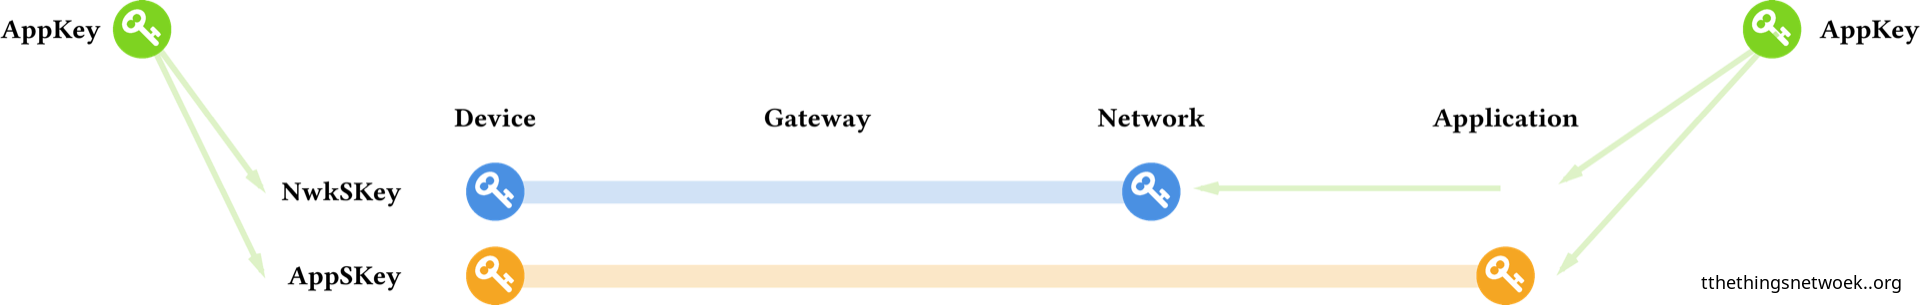 AppKey AppKey
Device Gateway Network Application
NwkSKey
AppSKey
tthethingsnetwoek..org